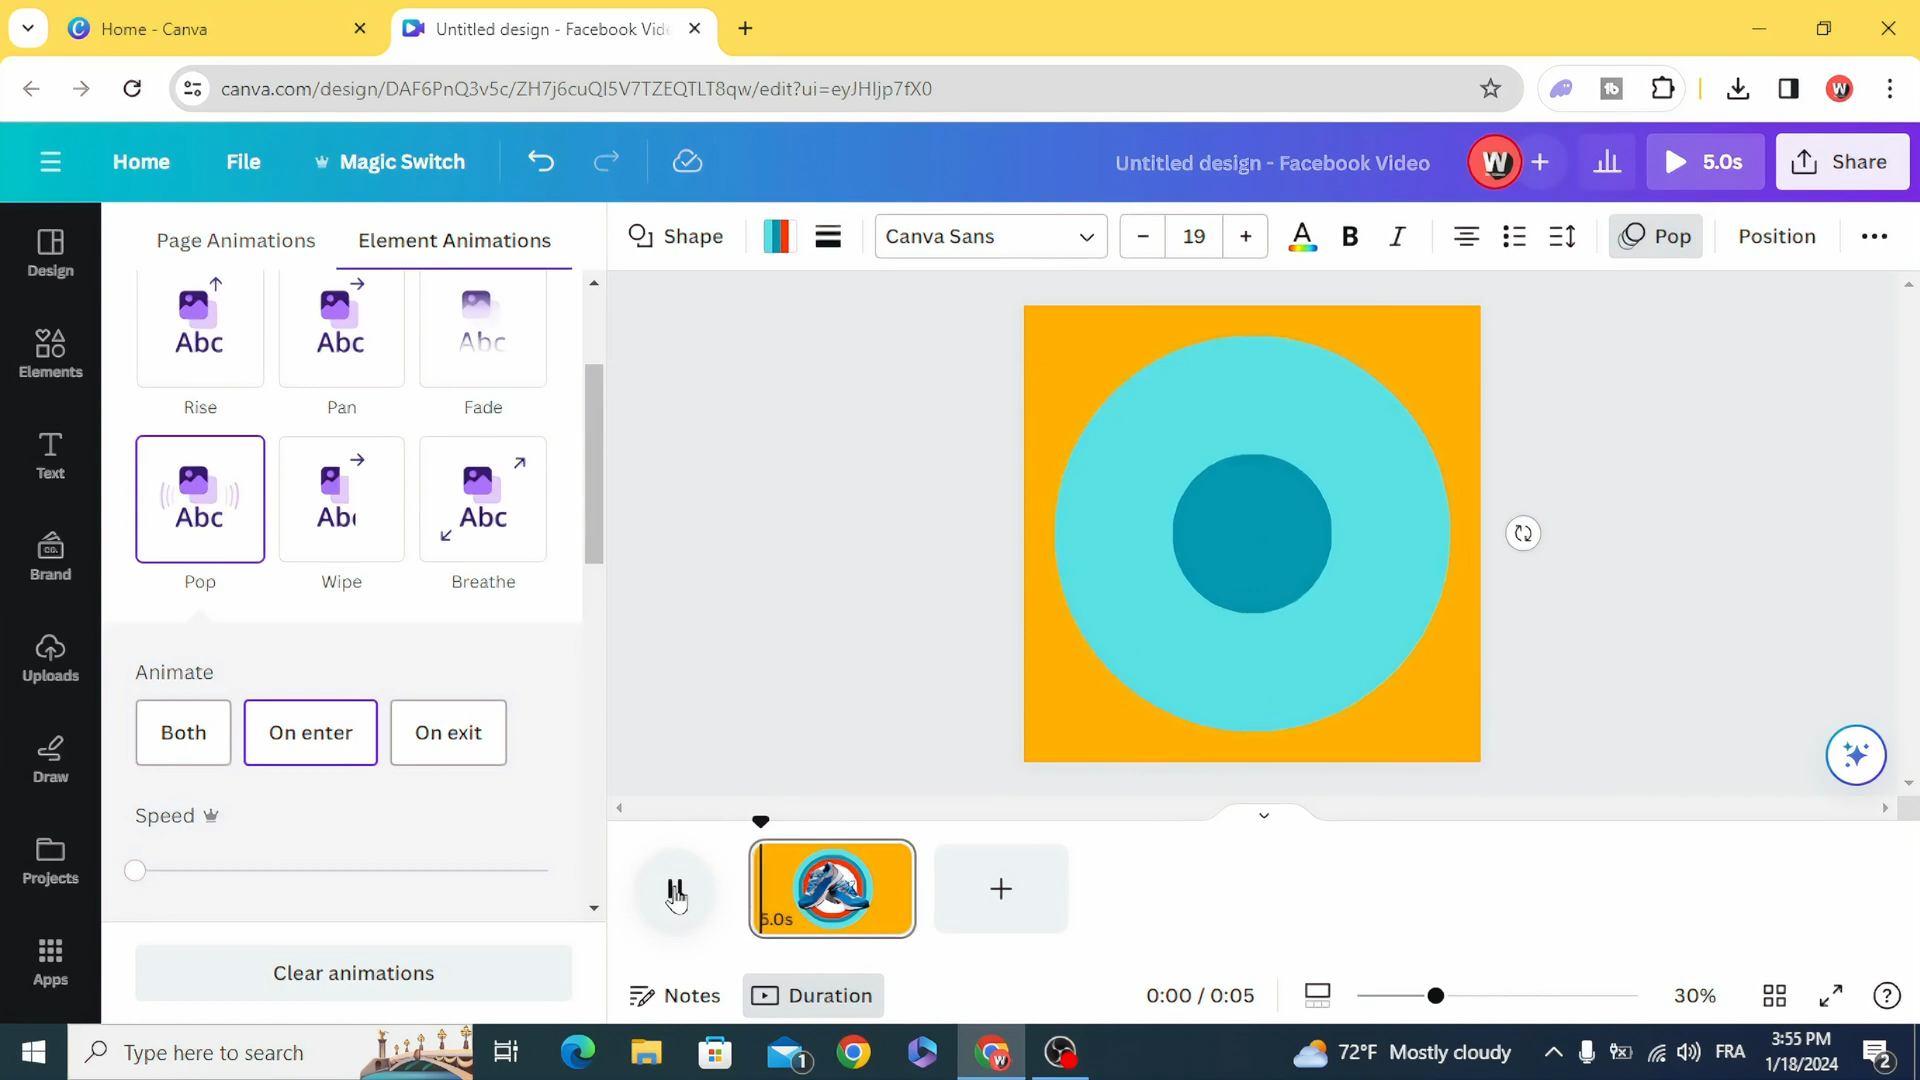 Home - Canva
Untitled design - Facebook Vid
canva.com/design/DAF6PnQ3v5c/ZH7j6cuQI5V7TZEQTLT8qw/edit?ui=eyJHIjp7fX0
Home
File
Magic Switch
Untitled design - Facebook Video
W
5.0s
Share
Design
Elements
Text
Brand
Uploads
Draw
Projects
Apps
Page Animations
Element Animations
Shape
Canva Sans
19
A
B
I
Pop
Position
Abc
Abc
Abc
Rise
Pan
Fade
Abc
Abc
Abc
Pop
Wipe
Breathe
Animate
Both
On enter
On exit
Speed
Clear animations
5.0s
Notes
Duration
0:00 / 0:05
30%
Type here to search
1
72°F Mostly cloudy
FRA
3:55 PM
1/18/2024
2